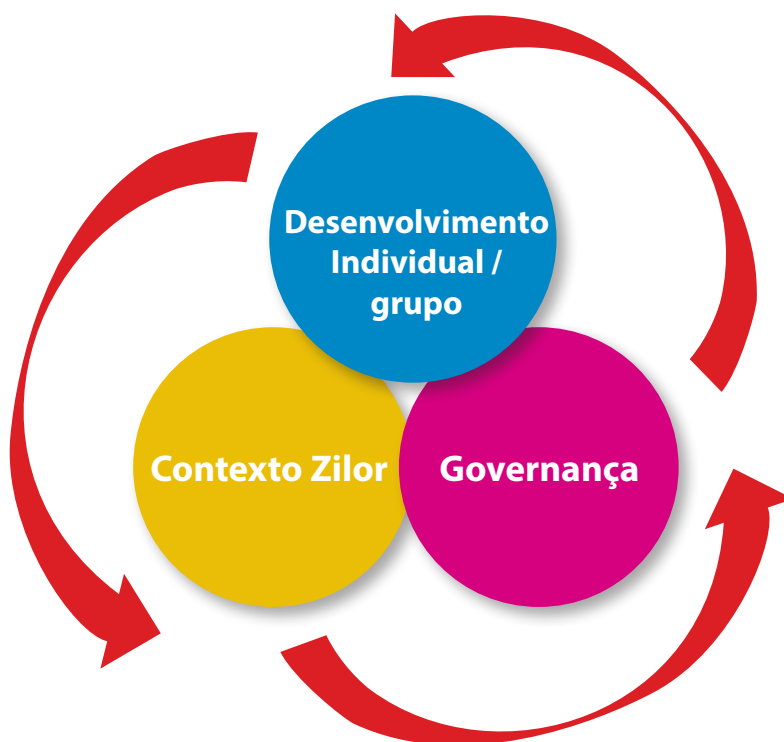 Desenvolvimento
Individual /
grupo
Contexto Zilor
Governança